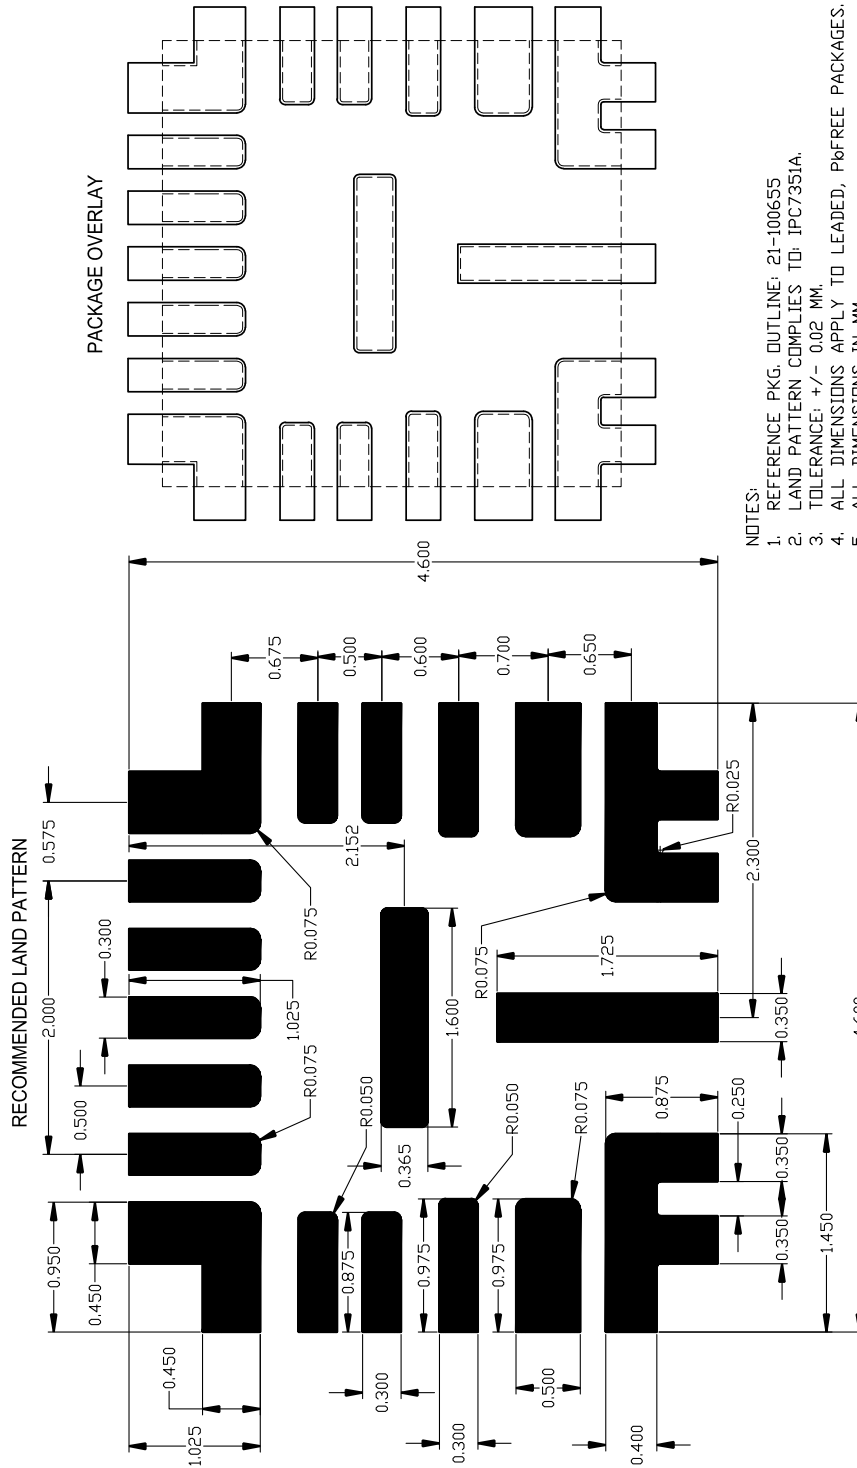 PACKAGE OVERLAY
NOTES:
1. REFERENCE PKG. OUTLINE: 21-100655
2. LAND PATTERN COMPLIES TO: IPC7351A.
3. TOLERANCE: +/- 0.02 MM.
4. ALL DIMENSIONS APPLY TO LEADED, PbFREE PACKAGES.
5. ALL DIMENSIONS IN MM.
RECOMMENDED LAND PATTERN
0.575
2.000
0.300
0.500
0.950
0.450
0.450
1.025
1.025
R0.075
R0.075
2.152
4.600
0.675
0.500
0.600
0.700
0.650
R0.050
0.365
1.600
0.875
0.300
0.975
R0.050
0.300
0.975
R0.075
0.500
R0.075
1.725
R0.025
2.300
0.350
0.875
0.250
0.350
0.350
1.450
0.400